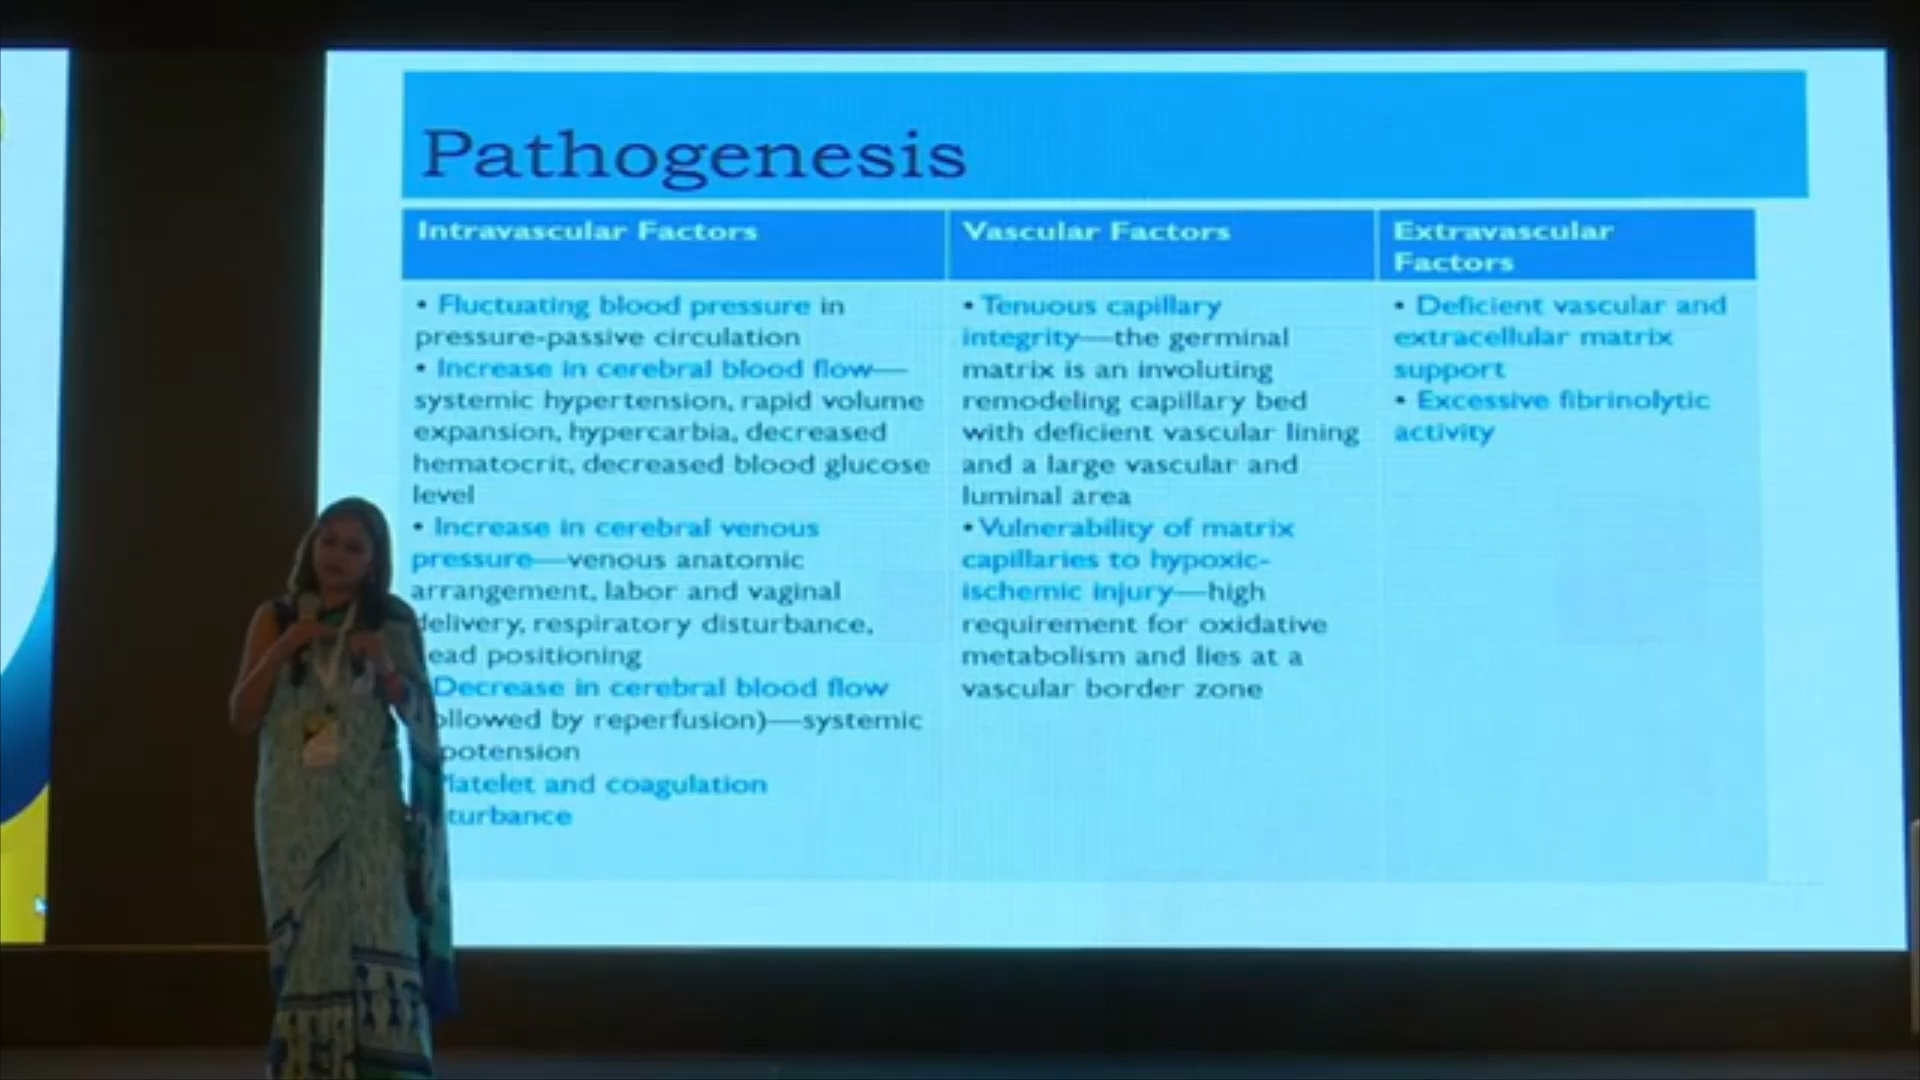 Pathogenesis
Intravascular Factors
• Fluctuating blood pressure in
pressure-passive circulation
• Increase in cerebral blood flow—
systemic hypertension, rapid volume
expansion, hypercarbia, decreased
hematocrit, decreased blood glucose
level
• Increase in cerebral venous
pressure—venous anatomic
arrangement, labor and vaginal
delivery, respiratory disturbance,
ead positioning
Decrease in cerebral blood flow
ollowed by reperfusion)—systemic
potension
latelet and coagulation
turbance
Vascular Factors
• Tenuous capillary
integrity—the germinal
matrix is an involuting
remodeling capillary bed
with deficient vascular lining
and a large vascular and
luminal area
• Vulnerability of matrix
capillaries to hypoxic-
ischemic injury—high
requirement for oxidative
metabolism and lies at a
vascular border zone
Extravascular
Factors
• Deficient vascular and
extracellular matrix
support
• Excessive fibrinolytic
activity